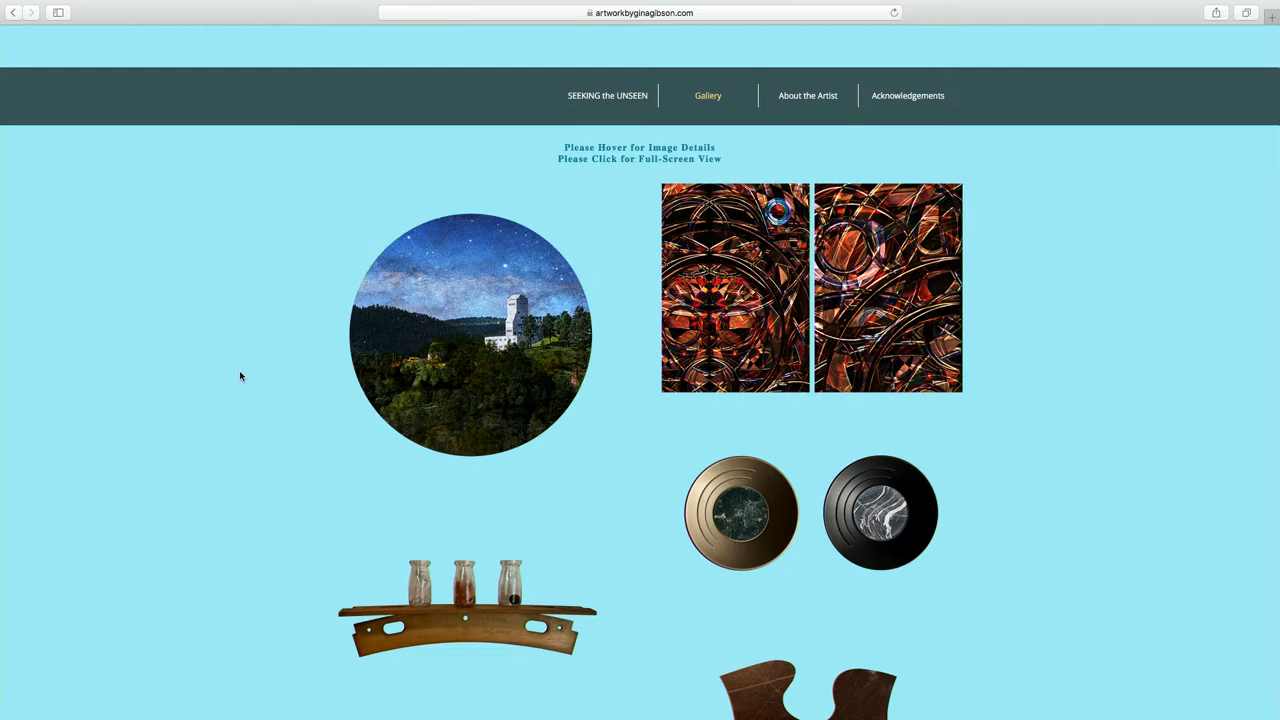 artworkbyginagibson.com
SEEKING the UNSEEN
Gallery
About the Artist
Acknowledgements
Please Hover for Image Details
Please Click for Full-Screen View